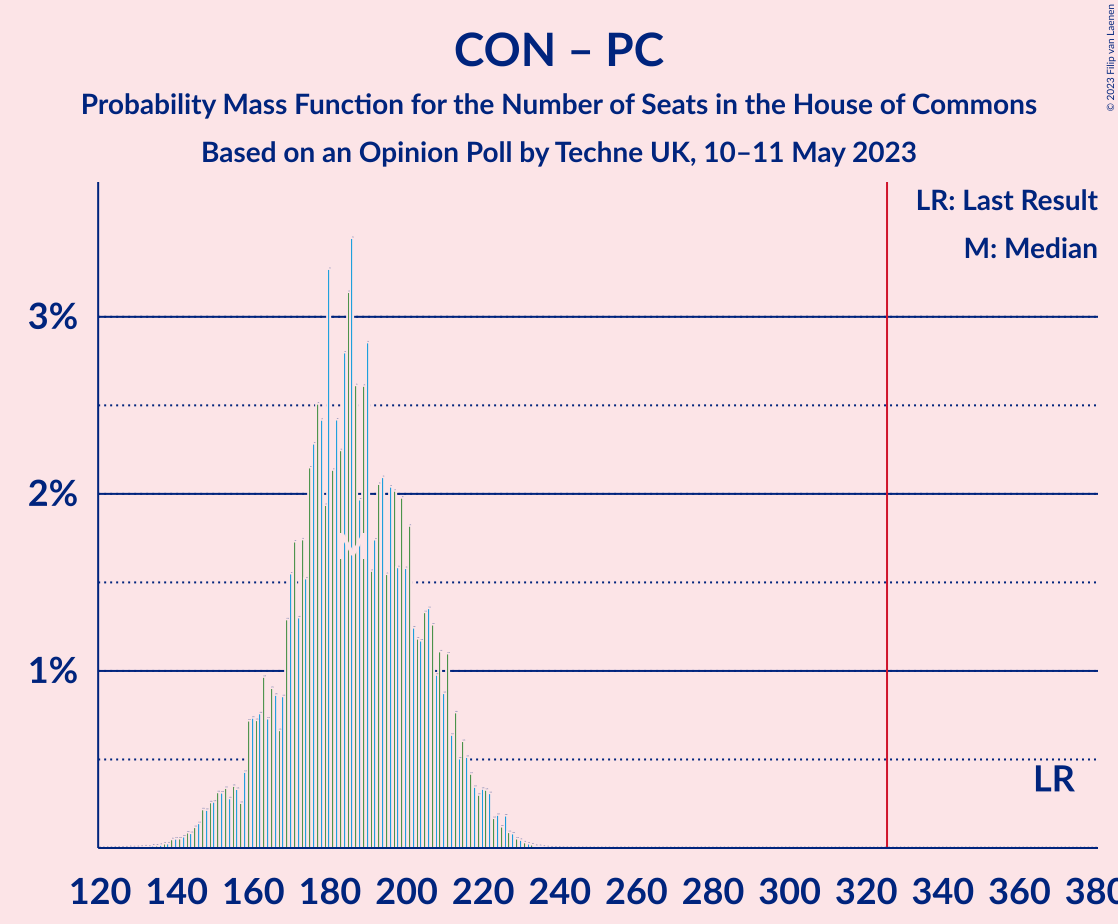 CON – PC
Probability Mass Function for the Number of Seats in the House of Commons
Based on an Opinion Poll by Techne UK, 10–11 May 2023
© 2023 Filip van Laenen
LR: Last Result
M: Median
3%
2%
1%
LR
120 140 160 180 200 220 240 260 280 300 320 340 360 380